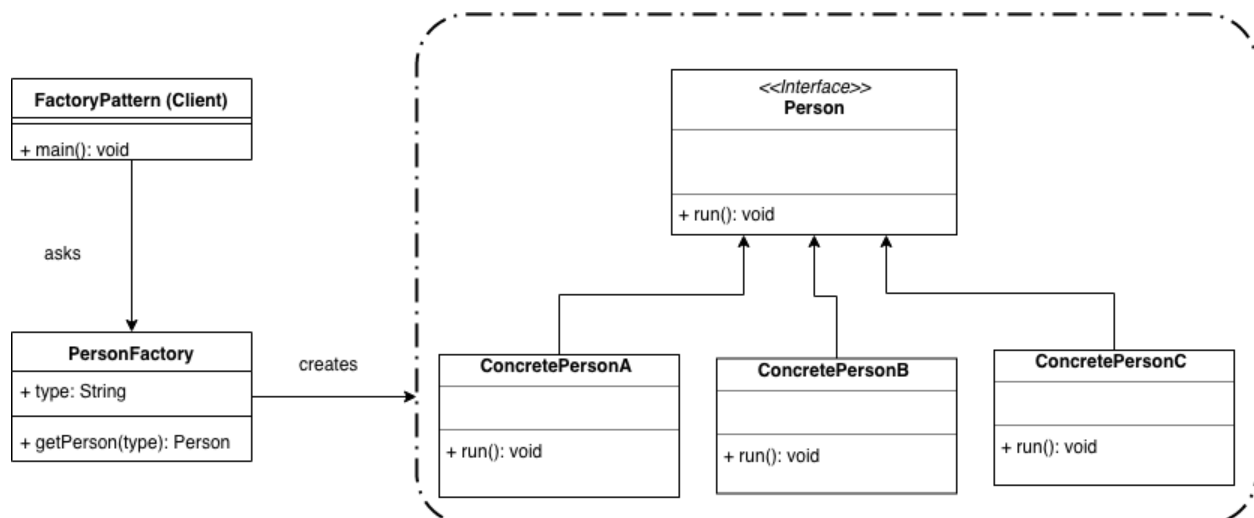 FactoryPattern (Client)
+ main(): void
asks
PersonFactory
+ type: String
+ getPerson(type): Person
creates
<<Interface>>
Person
+ run(): void
ConcretePersonA
+ run(): void
ConcretePersonB
+ run(): void
ConcretePersonC
+ run(): void